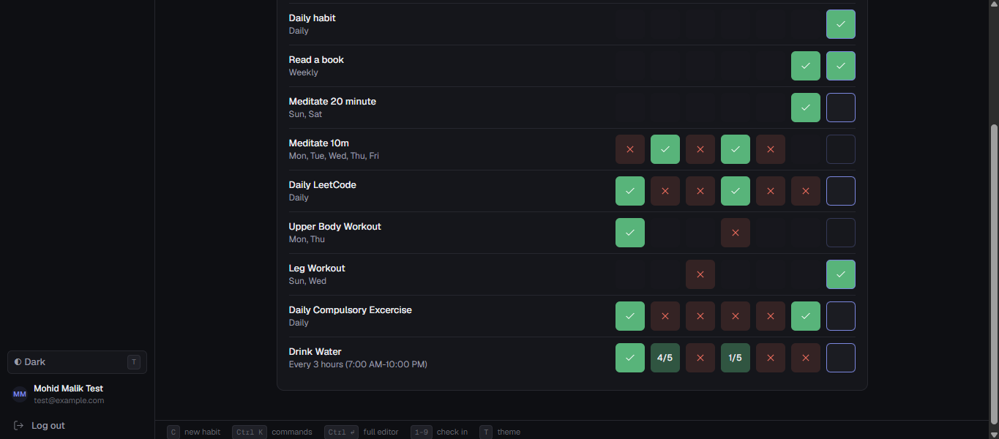 Daily habit
Daily
Read a book
Weekly
Meditate 20 minute
Sun, Sat
Meditate 10m
Mon, Tue, Wed, Thu, Fri
Daily LeetCode
Daily
Upper Body Workout
Mon, Thu
Leg Workout
Sun, Wed
Daily Compulsory Excercise
Daily
Drink Water
Every 3 hours (7:00 AM-10:00 PM)
4/5
1/5
Dark T
MM Mohid Malik Test
test@example.com
Log out
C new habit Ctrl K commands Ctrl ↵ full editor 1-9 check in T theme